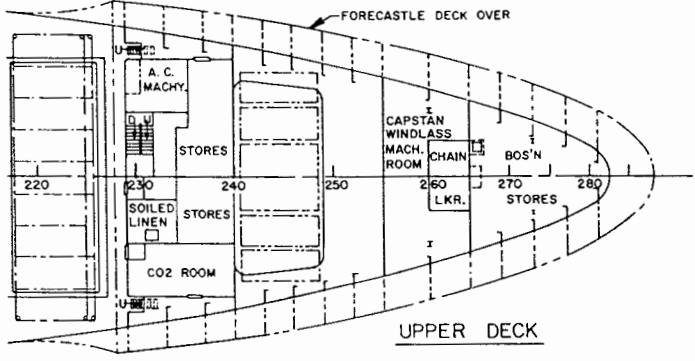 FORECASTLE DECK OVER
U
A. C.
MACHY.
D U
STORES
CAPSTAN
WINDLASS
MACH.
ROOM
CHAIN
BOS'N
220
230
240
250
260
270
280
SOILED
LINEN
STORES
LKR.
STORES
CO2 ROOM
U
UPPER DECK